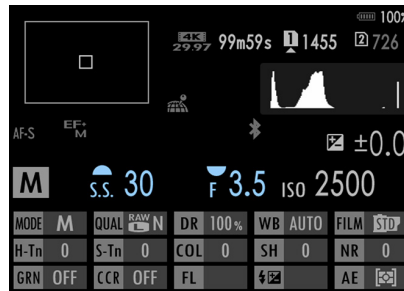 100%
4K 29.97 99m59s 1 1455 2 726
AF-S EF+M
±0.0
M S.S. 30 F 3.5 ISO 2500
MODE M QUAL RAW L N DR 100% WB AUTO FILM STD
H-Tn 0 S-Tn 0 COL 0 SH 0 NR 0
GRN OFF CCR OFF FL AE